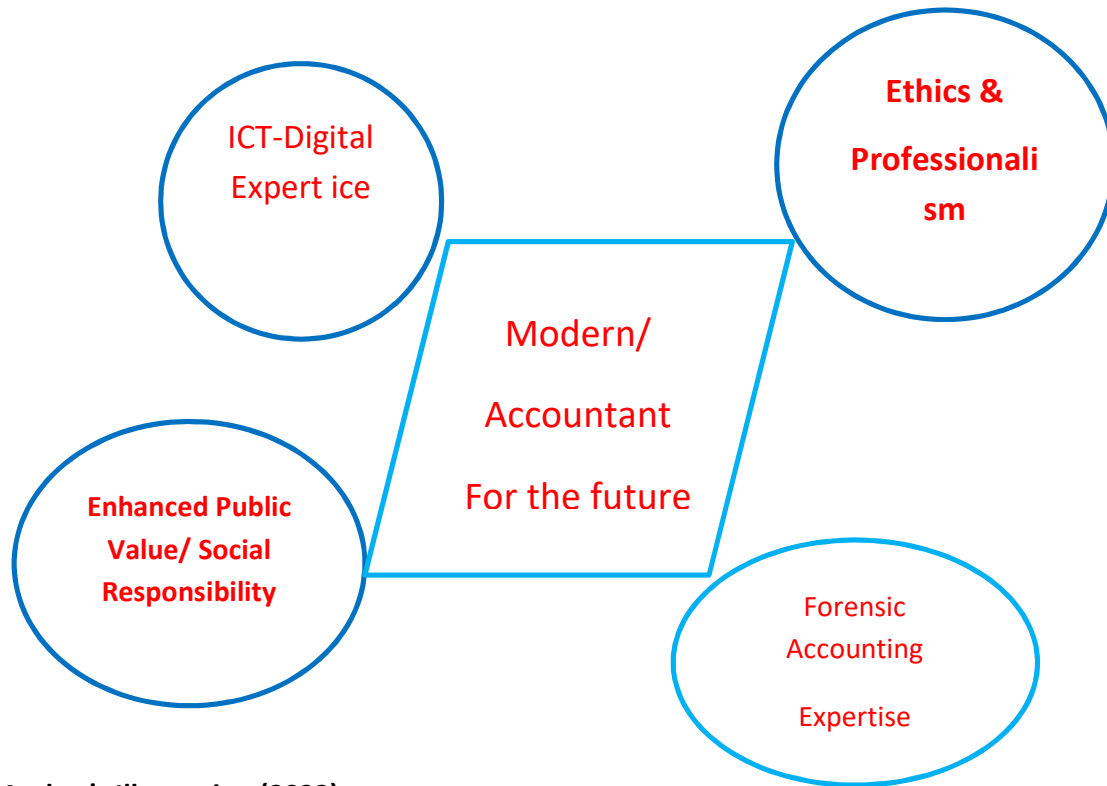 ICT-Digital
Expert ice
Ethics &
Professionali
sm
Modern/
Accountant
For the future
Enhanced Public
Value/ Social
Responsibility
Forensic
Accounting
Expertise